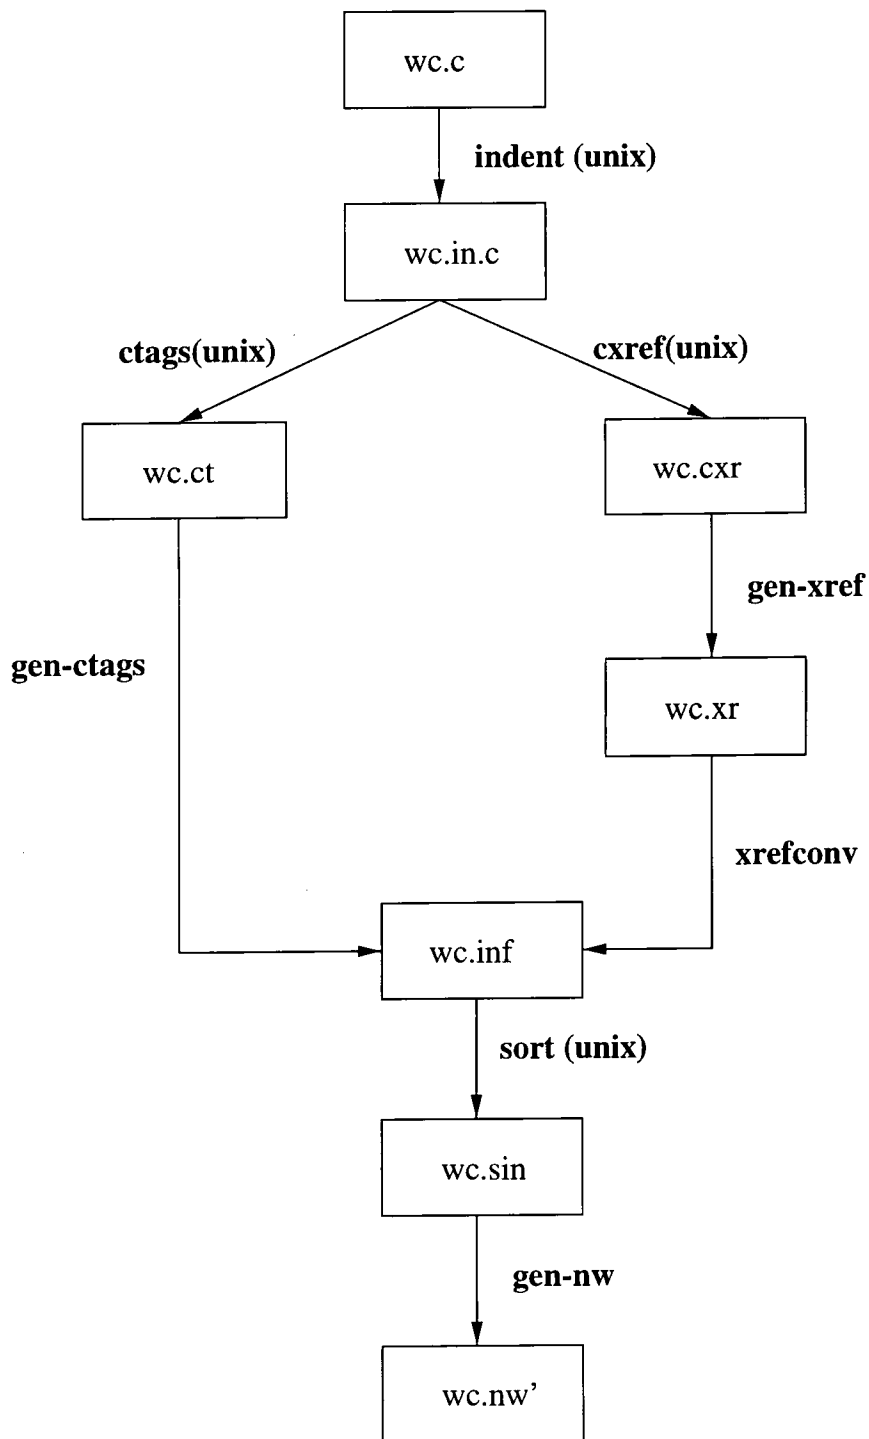 wc.c
indent (unix)
wc.in.c
ctags(unix)
cxref(unix)
wc.ct
wc.cxr
gen-xref
gen-ctags
wc.xr
xrefconv
wc.inf
sort (unix)
wc.sin
gen-nw
wc.nw’